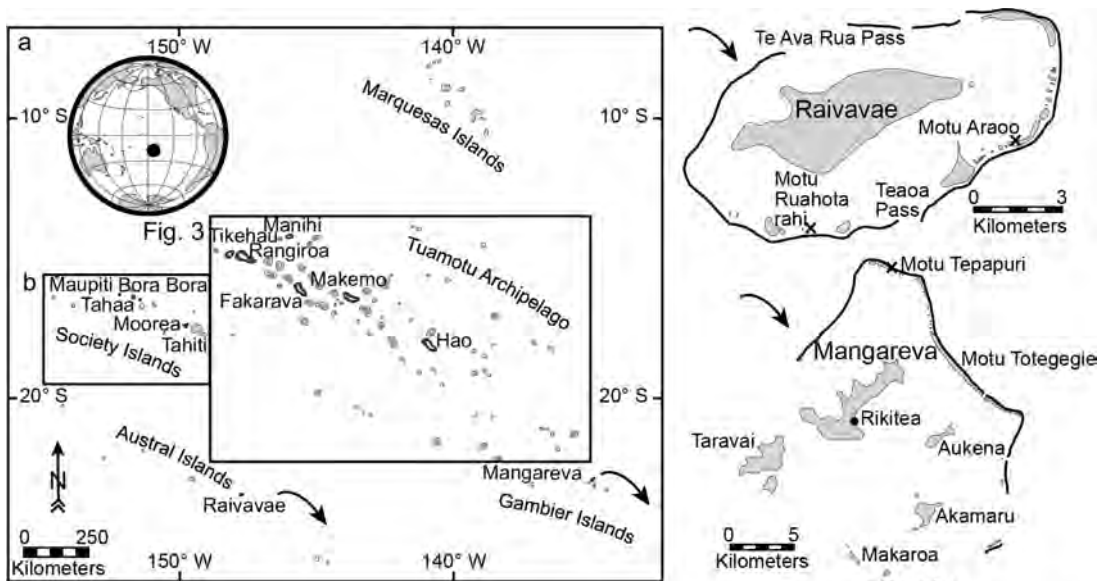 a
150° W
140° W
10° S
Marquesas Islands
Fig. 3
Manihi
Tikehau
Rangiroa
Makemo
Fakarava
Hao
Tuamotu Archipelago
b
Maupiti Bora Bora
Tahaa
Moorea
Tahiti
Society Islands
20° S
Austral Islands
Raivavae
Mangareva
Gambier Islands
N
0 250
Kilometers
150° W
140° W
Te Ava Rua Pass
Raivavae
Motu Araoo
Motu
Ruahota
rahi
Teaoa
Pass
0 3
Kilometers
Motu Tepapuri
Mangareva
Motu Totegegie
Rikitea
Taravai
Aukena
Akamaru
Makaroa
0 5
Kilometers